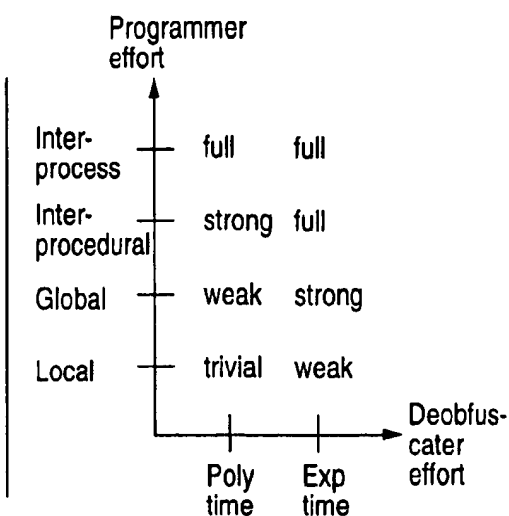 Programmer
effort
Inter-
process
full full
Inter-
procedural
strong full
Global
weak strong
Local
trivial weak
Deobfus-
cater
effort
Poly
time
Exp
time